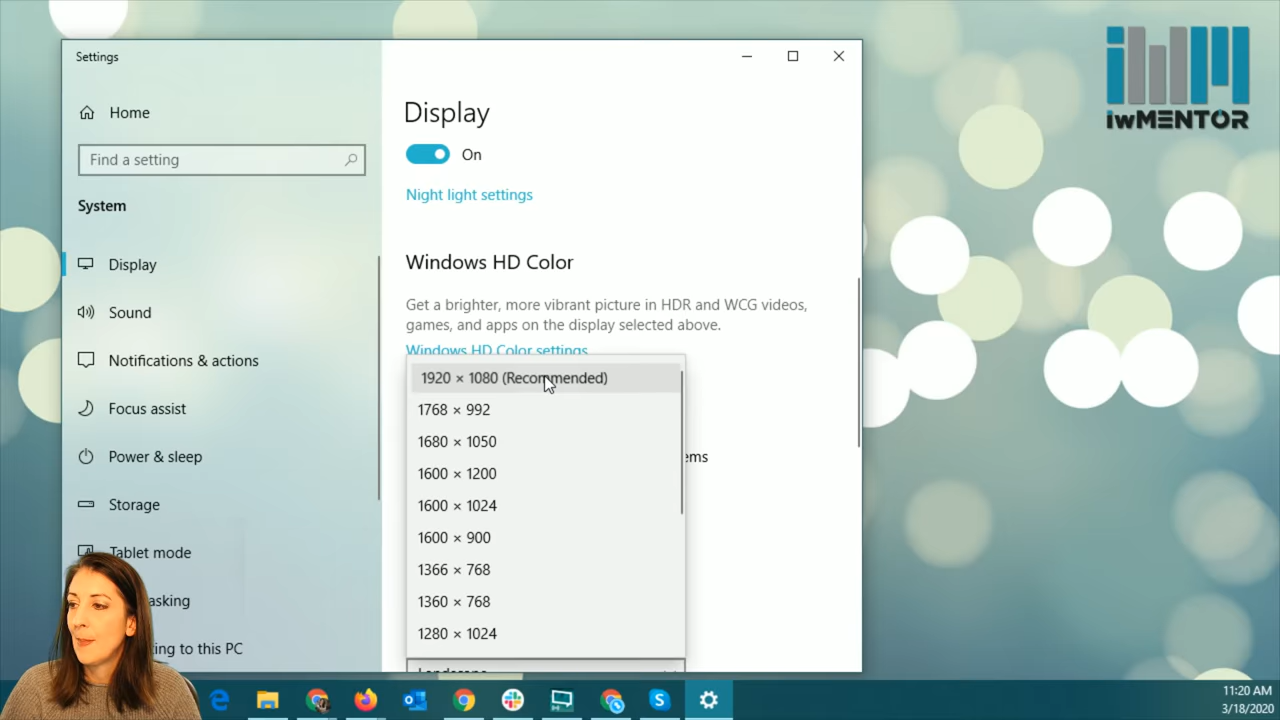 Settings
Home
Find a setting
System
Display
Sound
Notifications & actions
Focus assist
Power & sleep
Storage
Tablet mode
asking
ting to this PC
Display
On
Night light settings
Windows HD Color
Get a brighter, more vibrant picture in HDR and WCG videos,
games, and apps on the display selected above.
Windows HD Color settings
1920 × 1080 (Recommended)
1768 × 992
1680 × 1050
ems
1600 × 1200
1600 × 1024
1600 × 900
1366 × 768
1360 × 768
1280 × 1024
Landscape
iwM
iwMENTOR
11:20 AM
3/18/2020